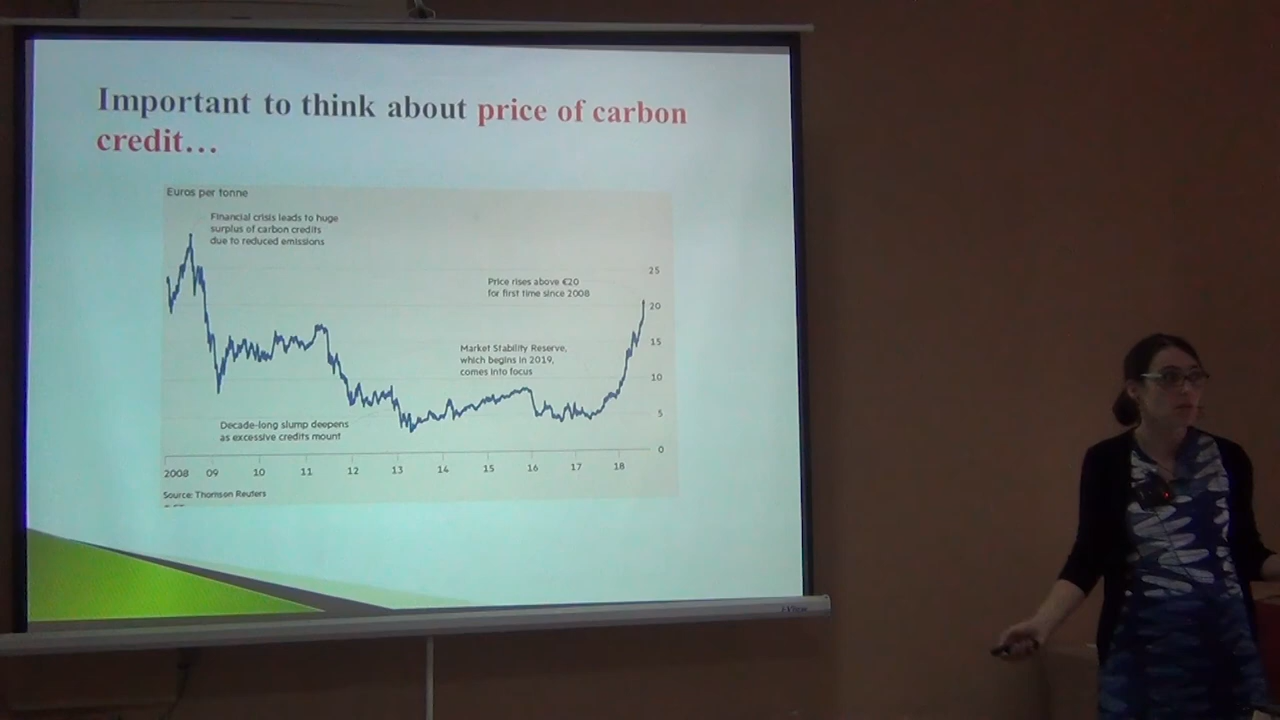 Important to think about price of carbon
credit...
Euros per tonne
Financial crisis leads to huge
surplus of carbon credits
due to reduced emissions
25
Price rises above €20
for first time since 2008
20
15
Market Stability Reserve,
which begins in 2019,
comes into focus
10
5
Decade-long slump deepens
as excessive credits mount
0
2008 09 10 11 12 13 14 15 16 17 18
Source: Thomson Reuters